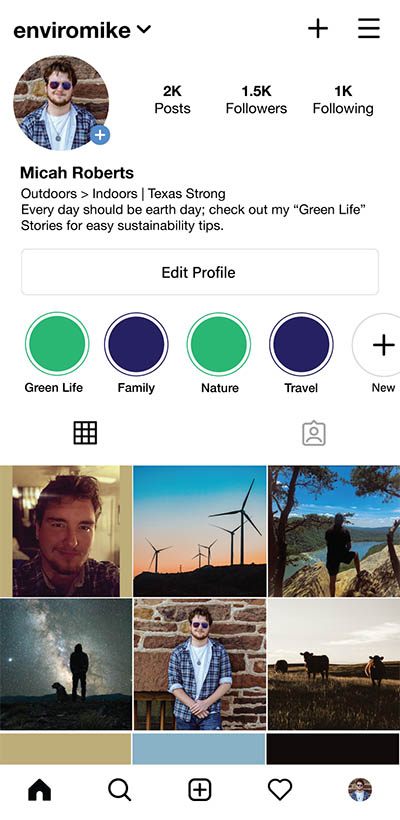 enviromike
2K 1.5K 1K
Posts Followers Following
Micah Roberts
Outdoors > Indoors | Texas Strong
Every day should be earth day; check out my “Green Life”
Stories for easy sustainability tips.
Edit Profile
Green Life Family Nature Travel New